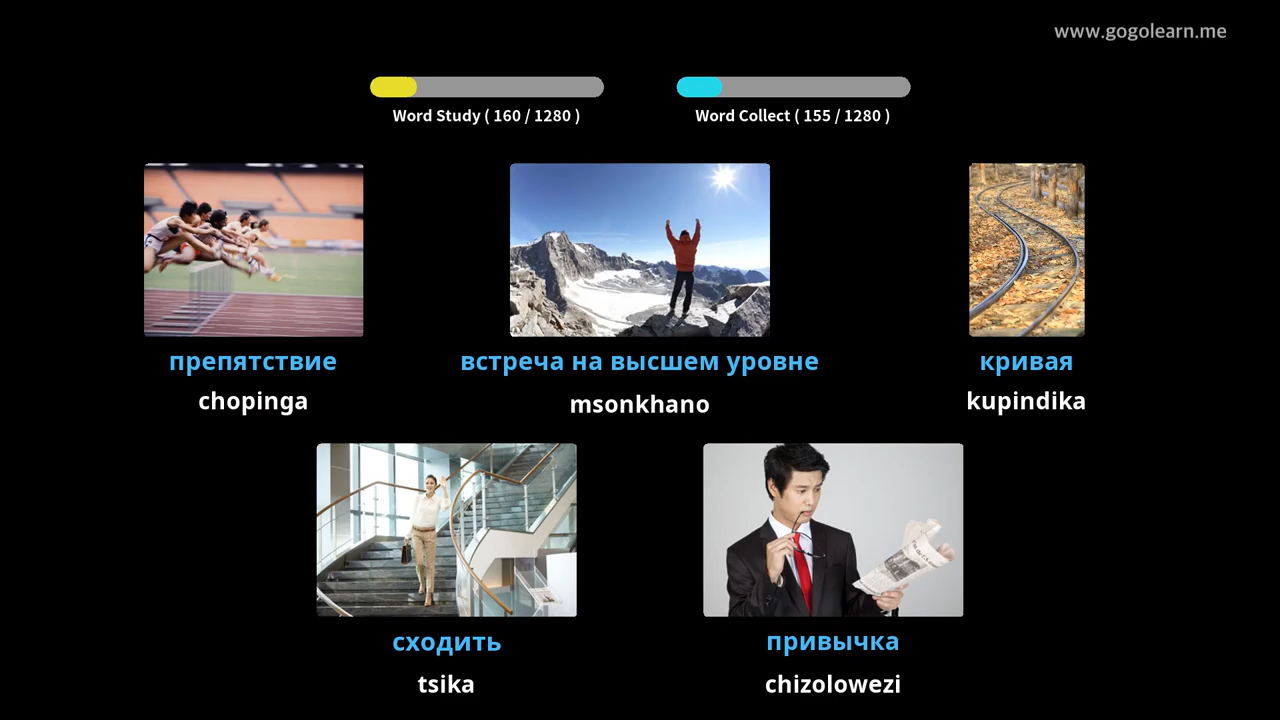 www.gogolearn.me
Word Study ( 160 / 1280 )
Word Collect ( 155 / 1280 )
препятствие
встреча на высшем уровне
кривая
chopinga
msonkhano
kupindika
сходить
привычка
tsika
chizolowezi